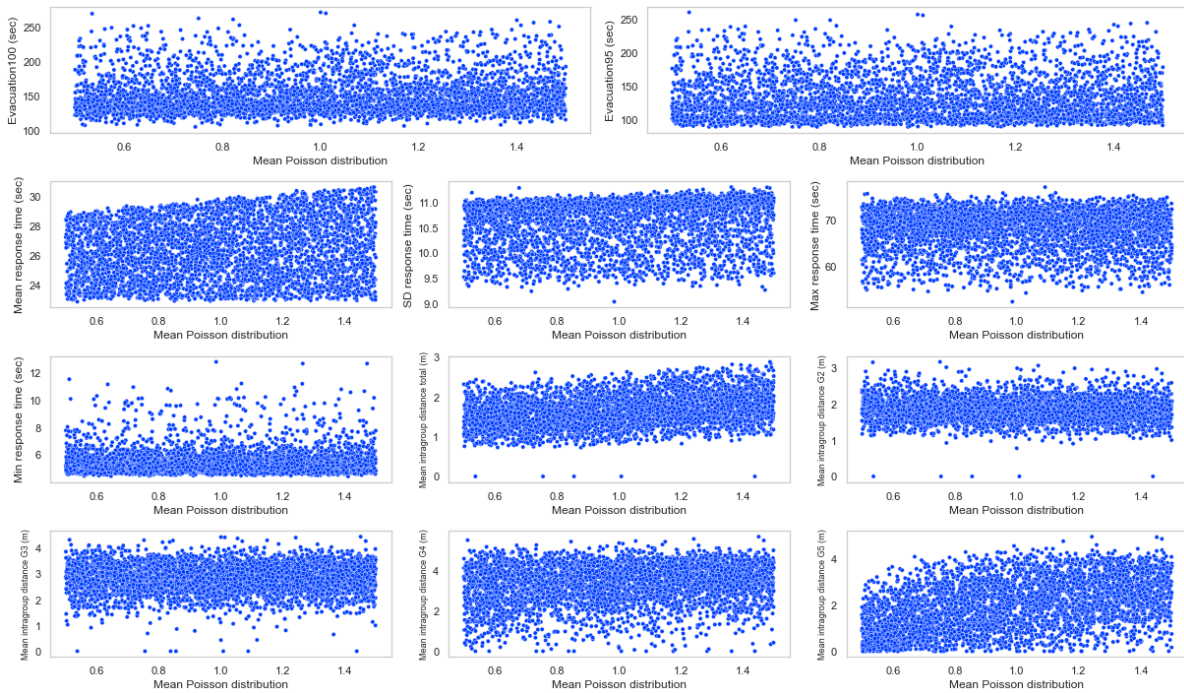 Evacuation100 (sec)
250
200
150
100
0.6 0.8 1.0 1.2 1.4
Mean Poisson distribution
Evacuation95 (sec)
250
200
150
100
0.6 0.8 1.0 1.2 1.4
Mean Poisson distribution
Mean response time (sec)
30
28
26
24
0.6 0.8 1.0 1.2 1.4
Mean Poisson distribution
SD response time (sec)
11.0
10.5
10.0
9.5
9.0
0.6 0.8 1.0 1.2 1.4
Mean Poisson distribution
Max response time (sec)
70
60
0.6 0.8 1.0 1.2 1.4
Mean Poisson distribution
Min response time (sec)
12
10
8
6
0.6 0.8 1.0 1.2 1.4
Mean Poisson distribution
Mean intragroup distance total (m)
3
2
1
0
0.6 0.8 1.0 1.2 1.4
Mean Poisson distribution
Mean intragroup distance G2 (m)
3
2
1
0
0.6 0.8 1.0 1.2 1.4
Mean Poisson distribution
Mean intragroup distance G3 (m)
4
3
2
1
0
0.6 0.8 1.0 1.2 1.4
Mean Poisson distribution
Mean intragroup distance G4 (m)
4
2
0
0.6 0.8 1.0 1.2 1.4
Mean Poisson distribution
Mean intragroup distance G5 (m)
4
2
0
0.6 0.8 1.0 1.2 1.4
Mean Poisson distribution